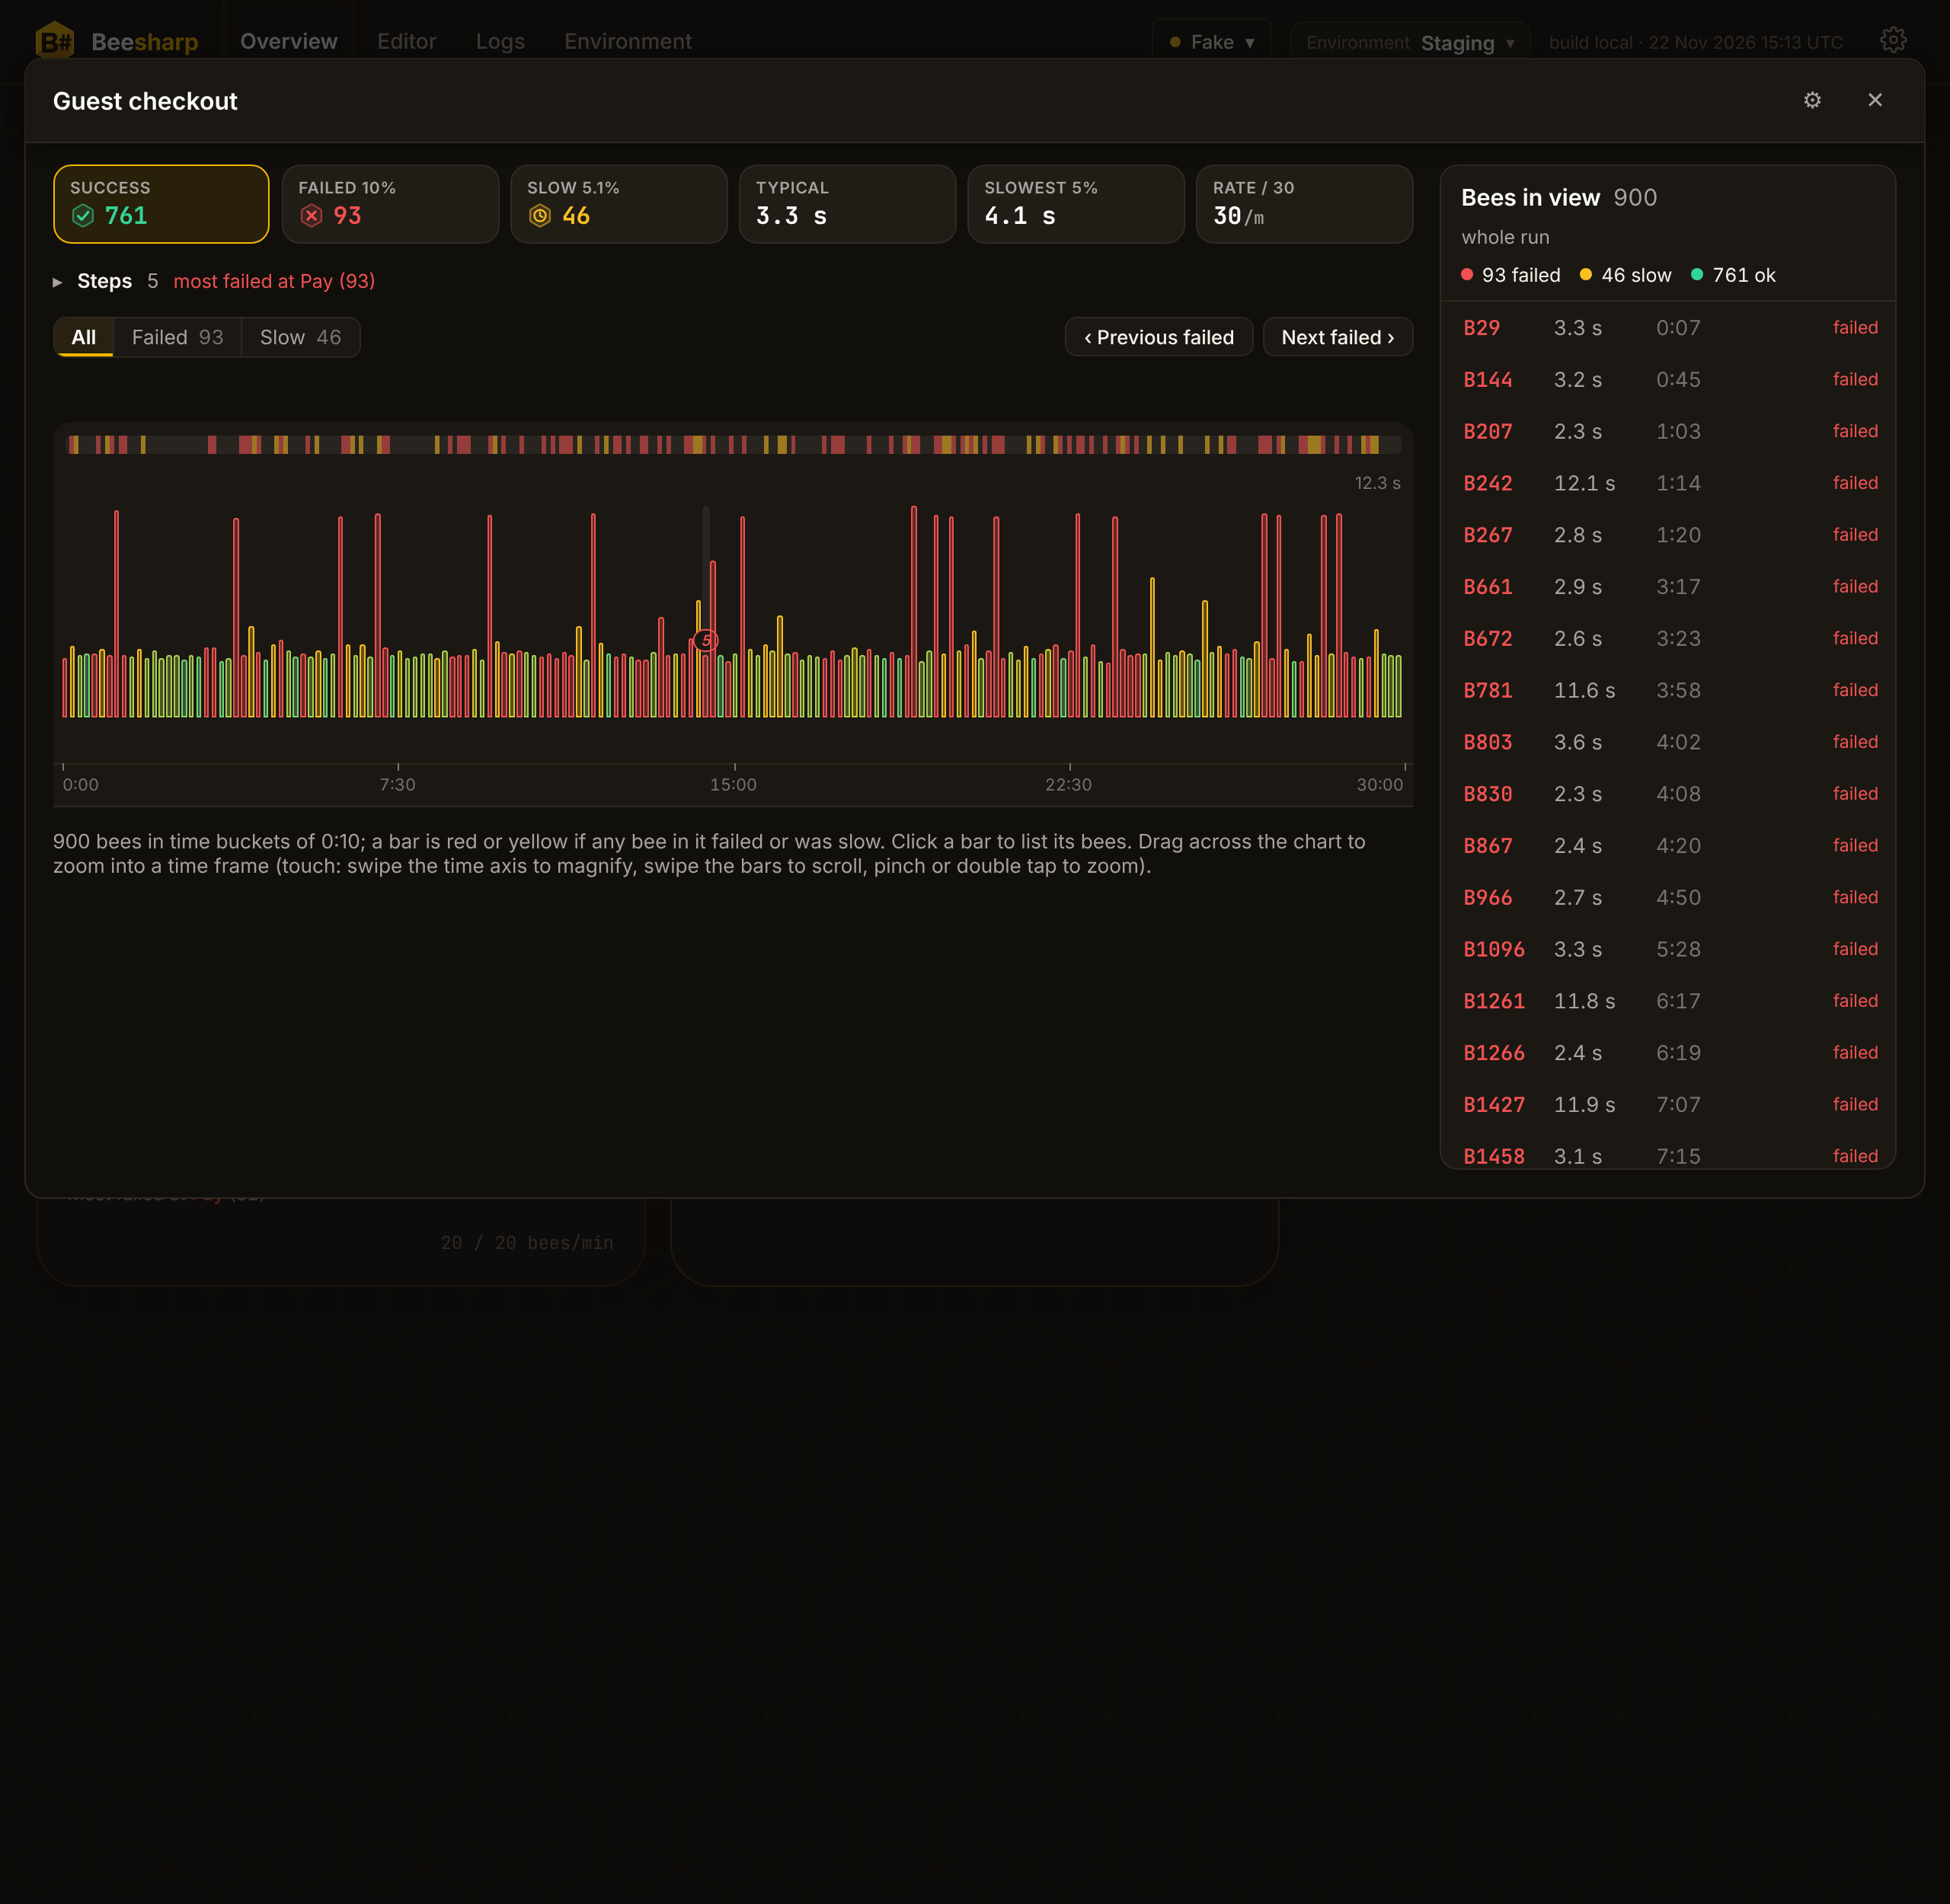 B# Beesharp Overview Editor Logs Environment Fake ▾ Environment Staging ▾ build local · 22 Nov 2026 15:13 UTC
Guest checkout
SUCCESS
761
FAILED 10%
93
SLOW 5.1%
46
TYPICAL
3.3 s
SLOWEST 5%
4.1 s
RATE / 30
30/m
▸ Steps 5 most failed at Pay (93)
All Failed 93 Slow 46
‹ Previous failed Next failed ›
12.3 s
5
0:00 7:30 15:00 22:30 30:00
900 bees in time buckets of 0:10; a bar is red or yellow if any bee in it failed or was slow. Click a bar to list its bees. Drag across the chart to
zoom into a time frame (touch: swipe the time axis to magnify, swipe the bars to scroll, pinch or double tap to zoom).
Bees in view 900
whole run
93 failed 46 slow 761 ok
B29 3.3 s 0:07 failed
B144 3.2 s 0:45 failed
B207 2.3 s 1:03 failed
B242 12.1 s 1:14 failed
B267 2.8 s 1:20 failed
B661 2.9 s 3:17 failed
B672 2.6 s 3:23 failed
B781 11.6 s 3:58 failed
B803 3.6 s 4:02 failed
B830 2.3 s 4:08 failed
B867 2.4 s 4:20 failed
B966 2.7 s 4:50 failed
B1096 3.3 s 5:28 failed
B1261 11.8 s 6:17 failed
B1266 2.4 s 6:19 failed
B1427 11.9 s 7:07 failed
B1458 3.1 s 7:15 failed
20 / 20 bees/min